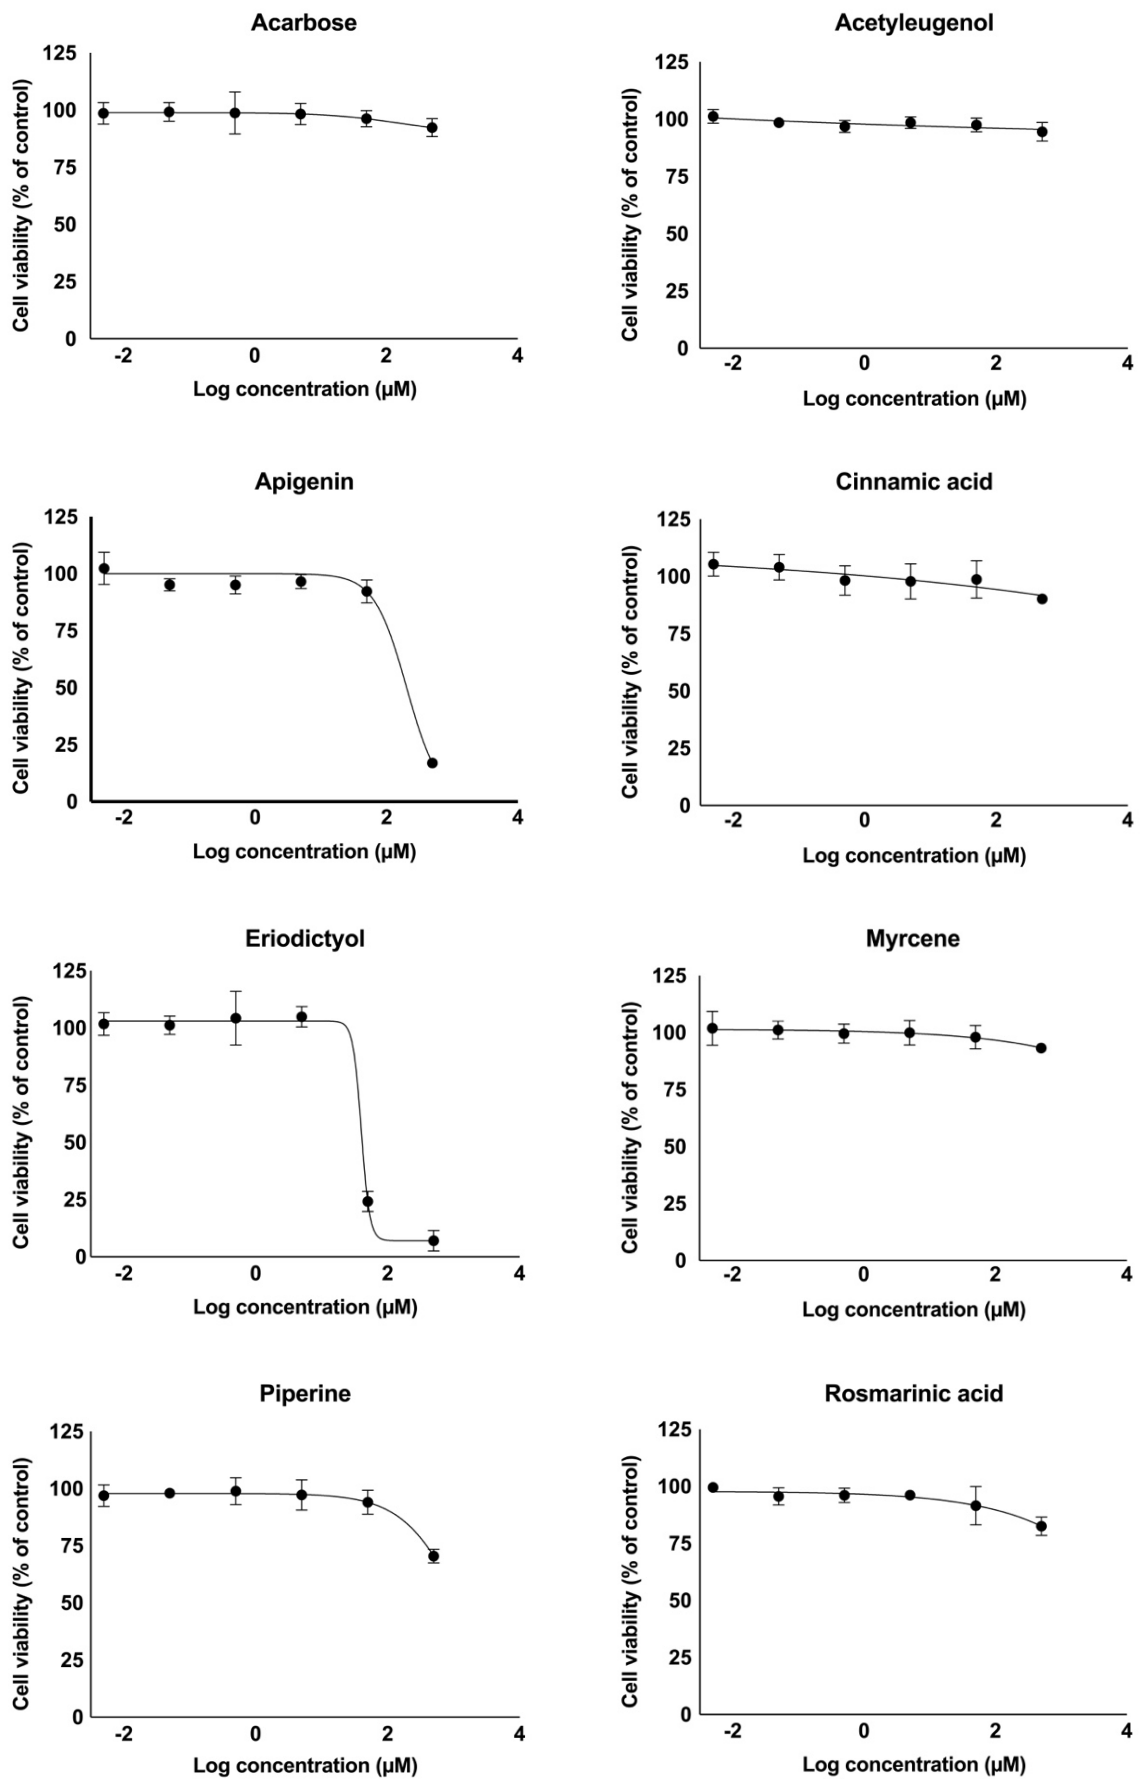 Acarbose
125
100
75
50
25
0
Cell viability (% of control)
-2 0 2 4
Log concentration (µM)
Acetyleugenol
125
100
75
50
25
0
Cell viability (% of control)
-2 0 2 4
Log concentration (µM)
Apigenin
125
100
75
50
25
0
Cell viability (% of control)
-2 0 2 4
Log concentration (µM)
Cinnamic acid
125
100
75
50
25
0
Cell viability (% of control)
-2 0 2 4
Log concentration (µM)
Eriodictyol
125
100
75
50
25
0
Cell viability (% of control)
-2 0 2 4
Log concentration (µM)
Myrcene
125
100
75
50
25
0
Cell viability (% of control)
-2 0 2 4
Log concentration (µM)
Piperine
125
100
75
50
25
0
Cell viability (% of control)
-2 0 2 4
Log concentration (µM)
Rosmarinic acid
125
100
75
50
25
0
Cell viability (% of control)
-2 0 2 4
Log concentration (µM)